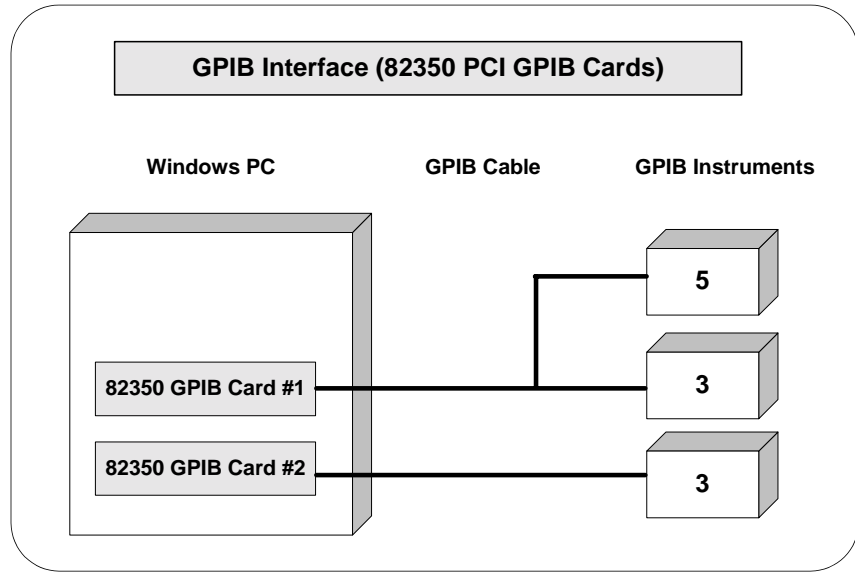 GPIB Interface (82350 PCI GPIB Cards)
Windows PC
GPIB Cable
GPIB Instruments
5
82350 GPIB Card #1
3
82350 GPIB Card #2
3